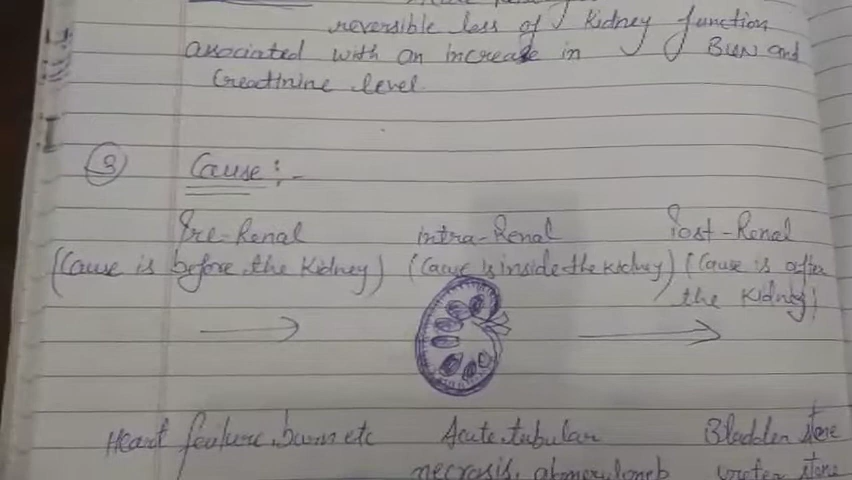 reversible loss of kidney function
associated with an increase in BUN and
Creatinine level
3 Cause:-
Pre-Renal intra-Renal Post-Renal
(Cause is before the Kidney) (Cause is inside the kidney) (Cause is after
the Kidney)
Heart failure, burn etc Acute tubular Bladder stone
necrosis, ureter stone